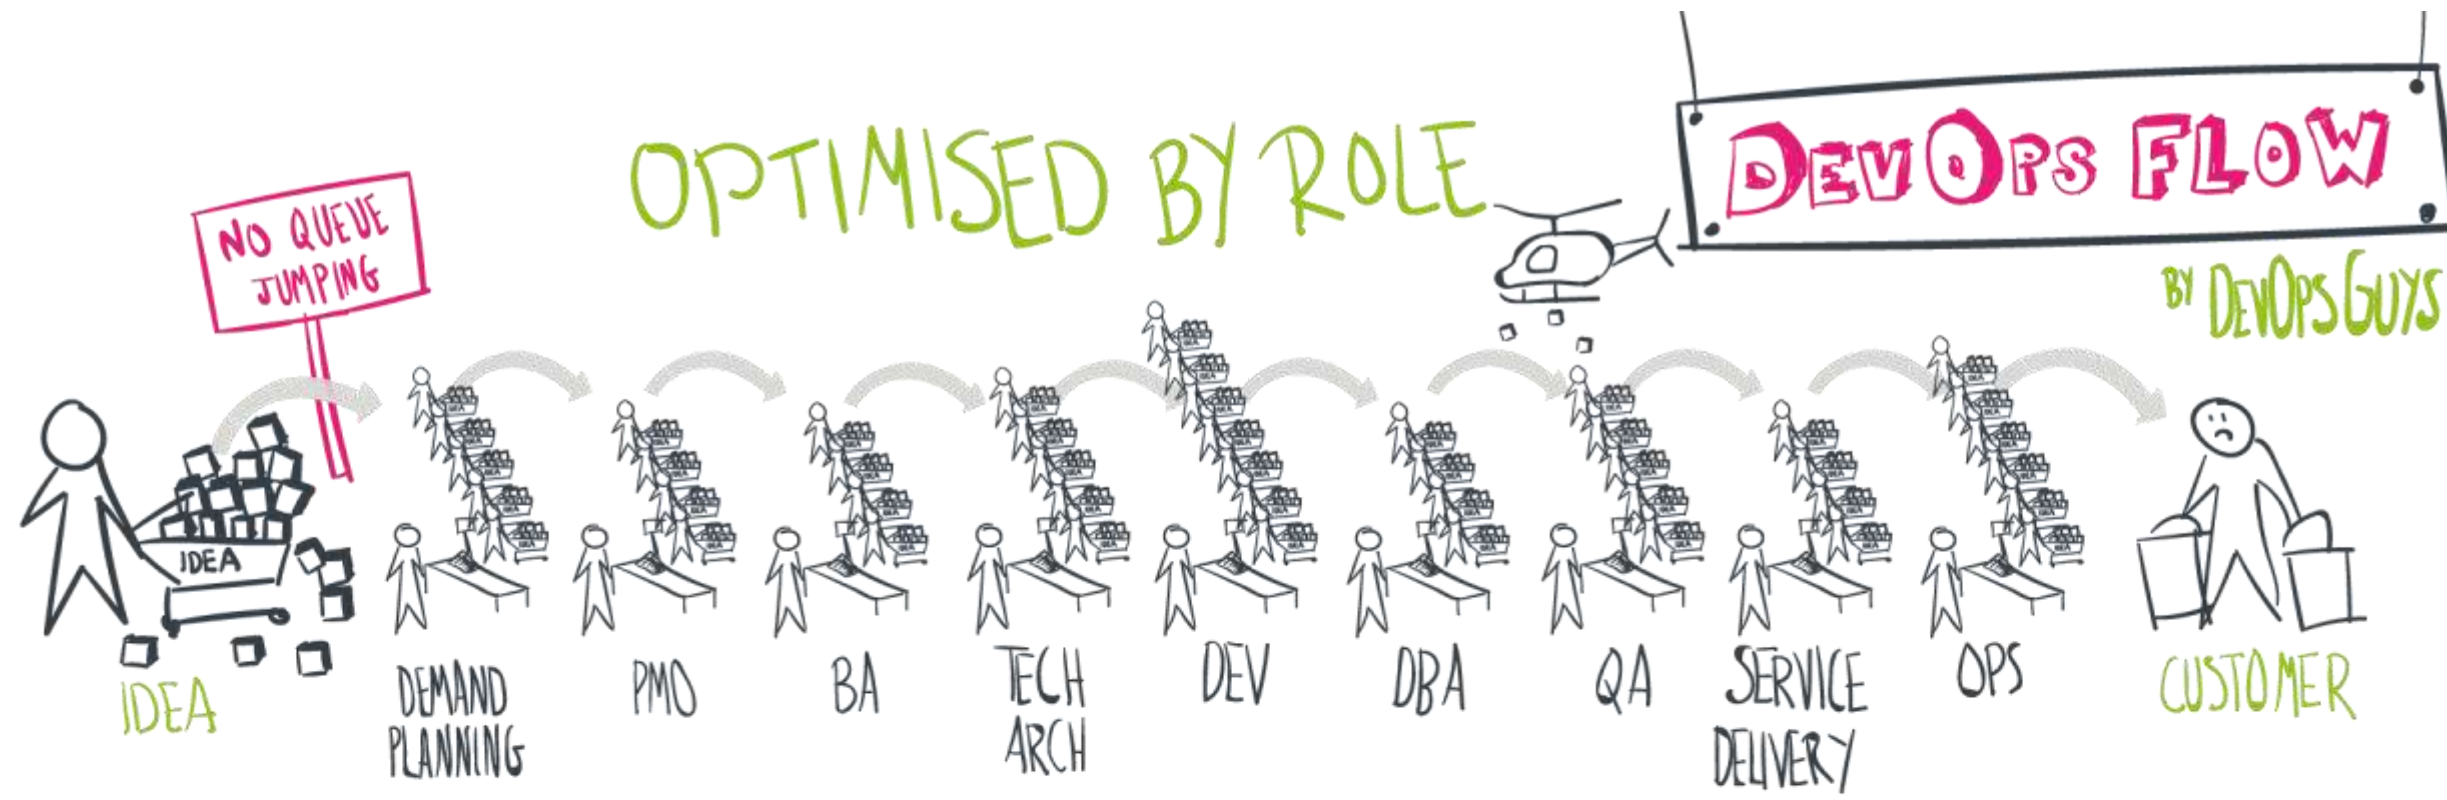 OPTIMISED BY ROLE
DEVOPS FLOW
BY DEVOPSGUYS
NO QUEUE
JUMPING
IDEA
IDEA
DEMAND
PLANNING
PMO
BA
TECH
ARCH
DEV
DBA
QA
SERVICE
DELIVERY
OPS
CUSTOMER